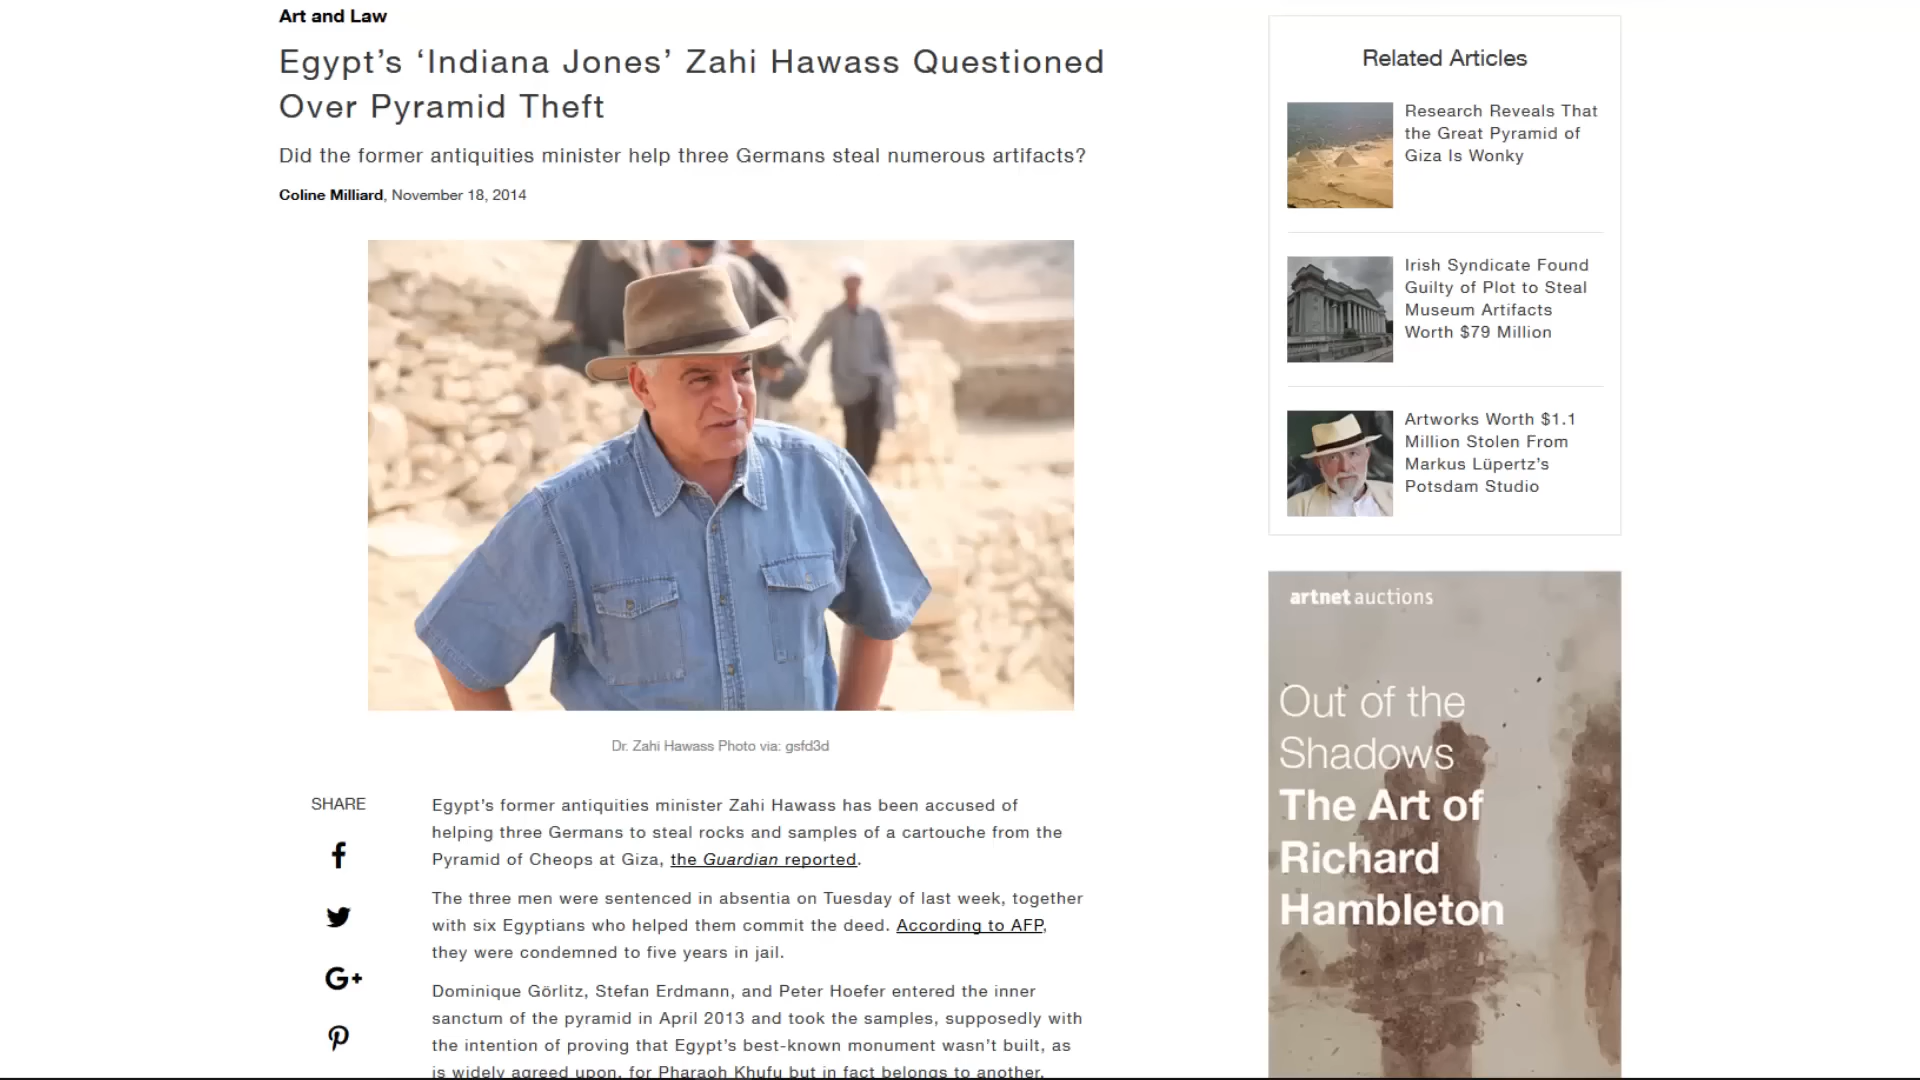 Art and Law
Egypt’s ‘Indiana Jones’ Zahi Hawass Questioned
Over Pyramid Theft
Did the former antiquities minister help three Germans steal numerous artifacts?
Coline Milliard, November 18, 2014
Dr. Zahi Hawass Photo via: gsfd3d
SHARE
Egypt’s former antiquities minister Zahi Hawass has been accused of
helping three Germans to steal rocks and samples of a cartouche from the
Pyramid of Cheops at Giza, the Guardian reported.
The three men were sentenced in absentia on Tuesday of last week, together
with six Egyptians who helped them commit the deed. According to AFP,
they were condemned to five years in jail.
Dominique Görlitz, Stefan Erdmann, and Peter Hoefer entered the inner
sanctum of the pyramid in April 2013 and took the samples, supposedly with
the intention of proving that Egypt’s best-known monument wasn’t built, as
is widely agreed upon, for Pharaoh Khufu but in fact belongs to another,
Related Articles
Research Reveals That
the Great Pyramid of
Giza Is Wonky
Irish Syndicate Found
Guilty of Plot to Steal
Museum Artifacts
Worth $79 Million
Artworks Worth $1.1
Million Stolen From
Markus Lüpertz’s
Potsdam Studio
artnet auctions
Out of the
Shadows
The Art of
Richard
Hambleton